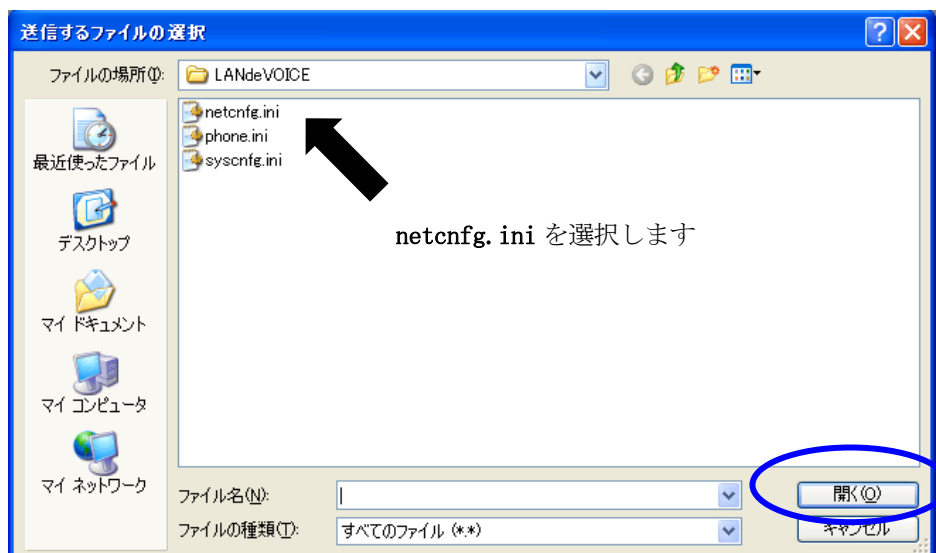 送信するファイルの選択
ファイルの場所(I):
LANdeVOICE
netcnfg.ini
phone.ini
syscnfg.ini
最近使ったファイル
デスクトップ
マイ ドキュメント
マイ コンピュータ
マイ ネットワーク
netcnfg.ini を選択します
ファイル名(N):
開く(O)
ファイルの種類(T):
すべてのファイル (*.*)
キャンセル